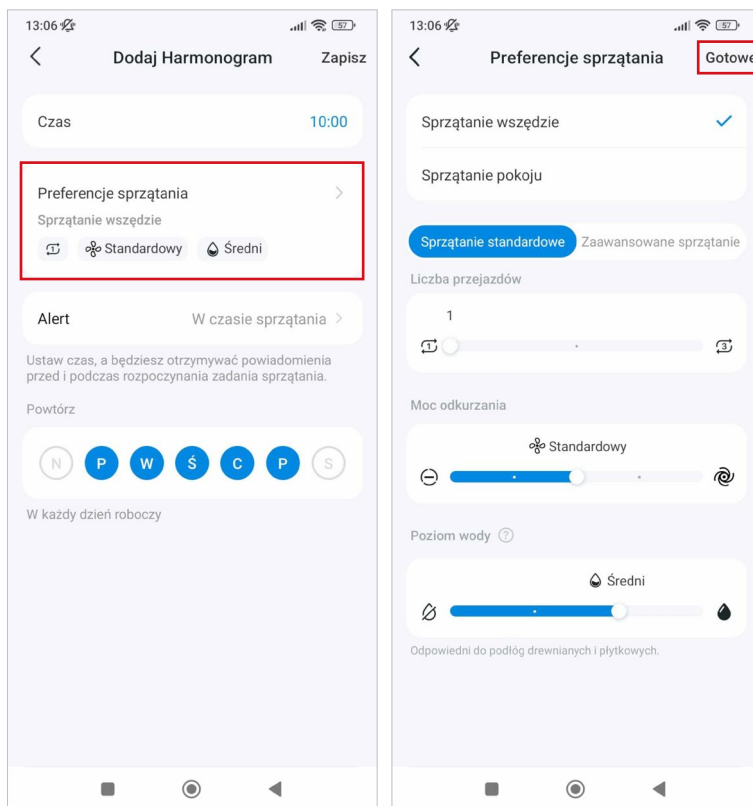 13:06
57
Dodaj Harmonogram
Zapisz
Czas
10:00
Preferencje sprzątania
Sprzątanie wszędzie
1
Standardowy
Średni
Alert
W czasie sprzątania
Ustaw czas, a będziesz otrzymywać powiadomienia
przed i podczas rozpoczynania zadania sprzątania.
Powtórz
N P W Ś C P S
W każdy dzień roboczy
13:06
57
Preferencje sprzątania
Gotowe
Sprzątanie wszędzie
Sprzątanie pokoju
Sprzątanie standardowe
Zaawansowane sprzątanie
Liczba przejazdów
1
1
3
Moc odkurzania
Standardowy
Poziom wody ?
Średni
Odpowiedni do podłóg drewnianych i płytkowych.